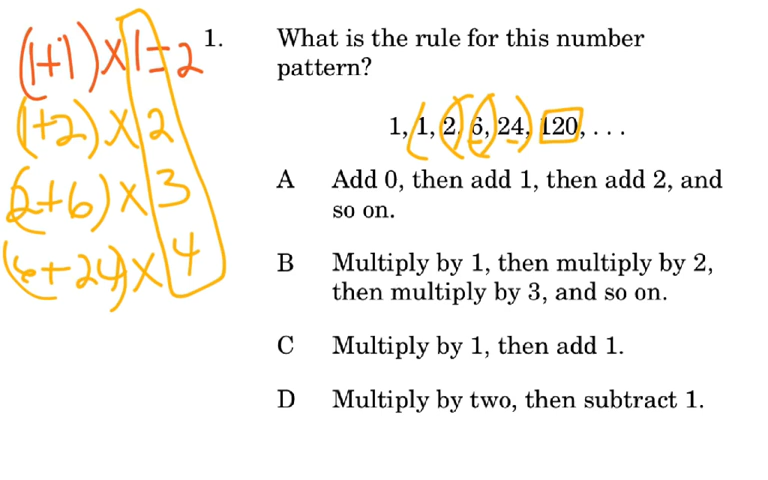 (1+1)×1=2
1. What is the rule for this number
pattern?
(1+2)×2
1, 1, 2, 6, 24, 120, . . .
(2+6)×3
A Add 0, then add 1, then add 2, and
so on.
(6+24)×4
B Multiply by 1, then multiply by 2,
then multiply by 3, and so on.
C Multiply by 1, then add 1.
D Multiply by two, then subtract 1.